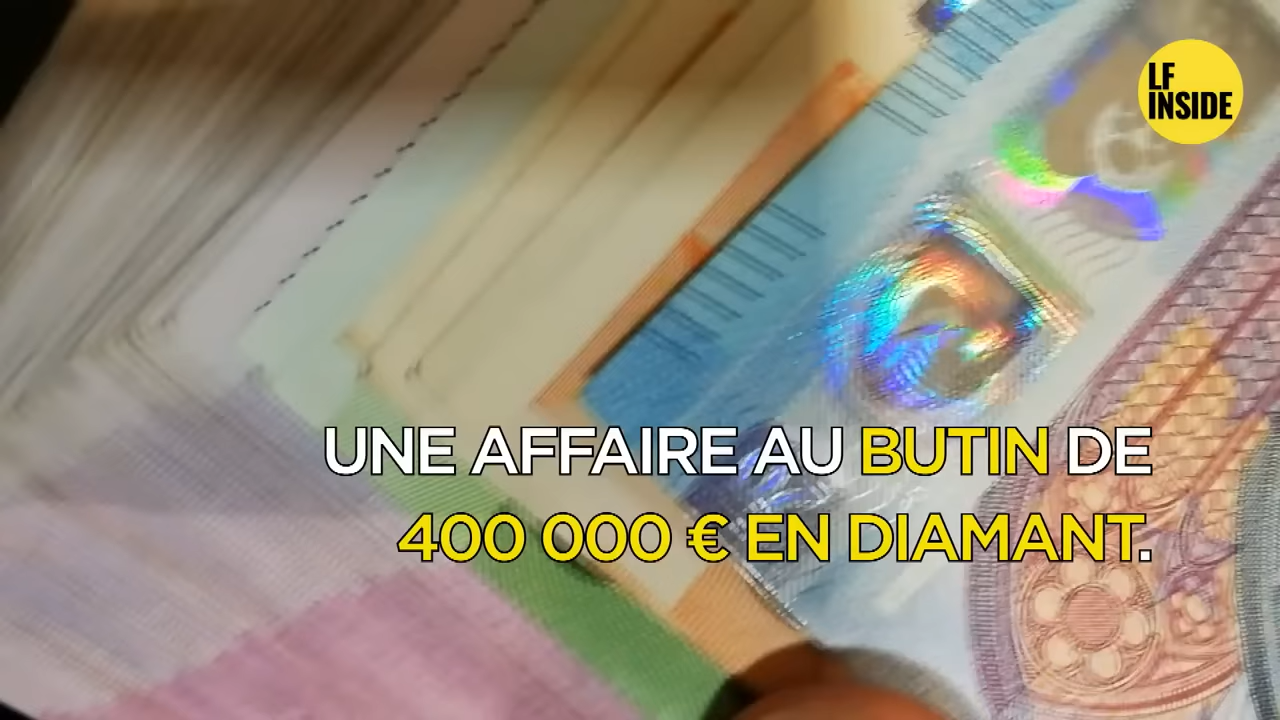 LF
INSIDE
UNE AFFAIRE AU BUTIN DE
400 000 € EN DIAMANT.